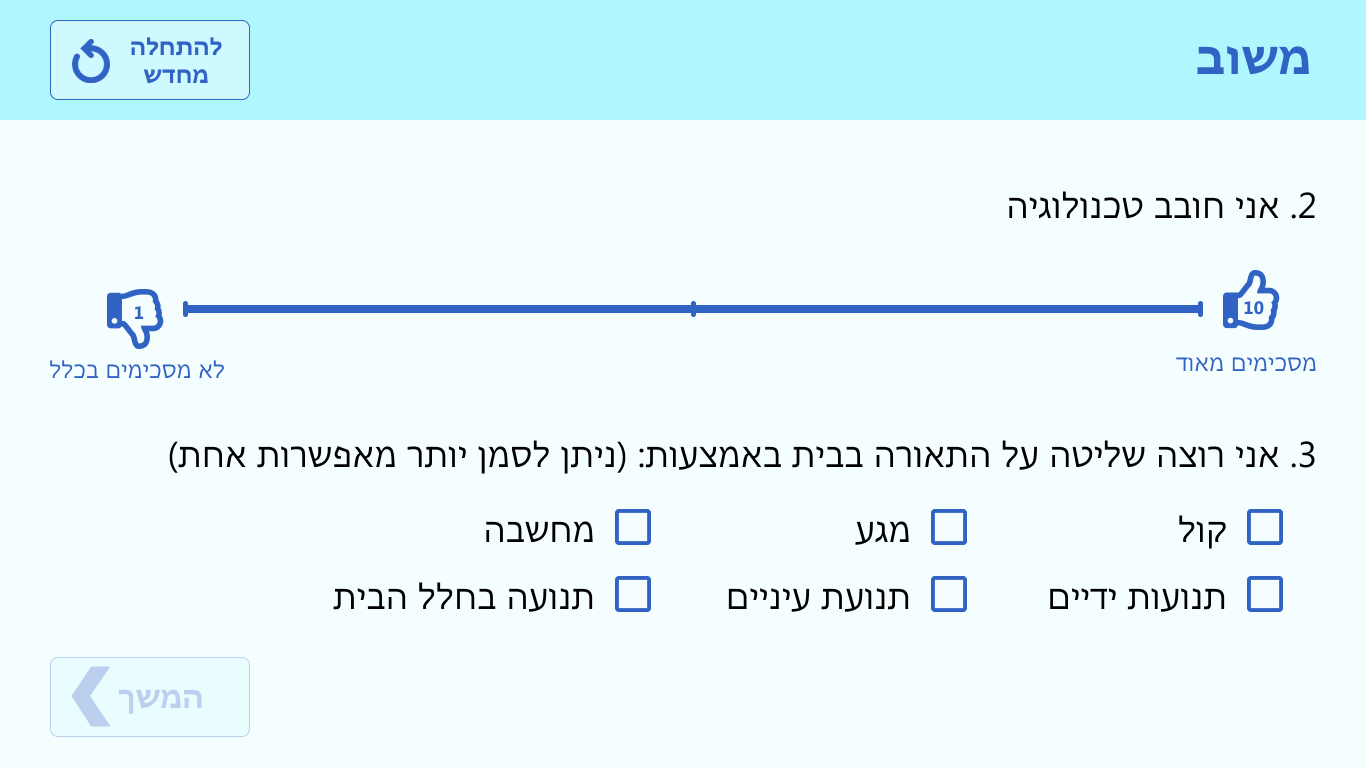 משוב
להתחלה
מחדש
2. אני חובב טכנולוגיה
10
1
מסכימים מאוד
לא מסכימים בכלל
3. אני רוצה שליטה על התאורה בבית באמצעות: (ניתן לסמן יותר מאפשרות אחת)
קול
מגע
מחשבה
תנועות ידיים
תנועת עיניים
תנועה בחלל הבית
המשך